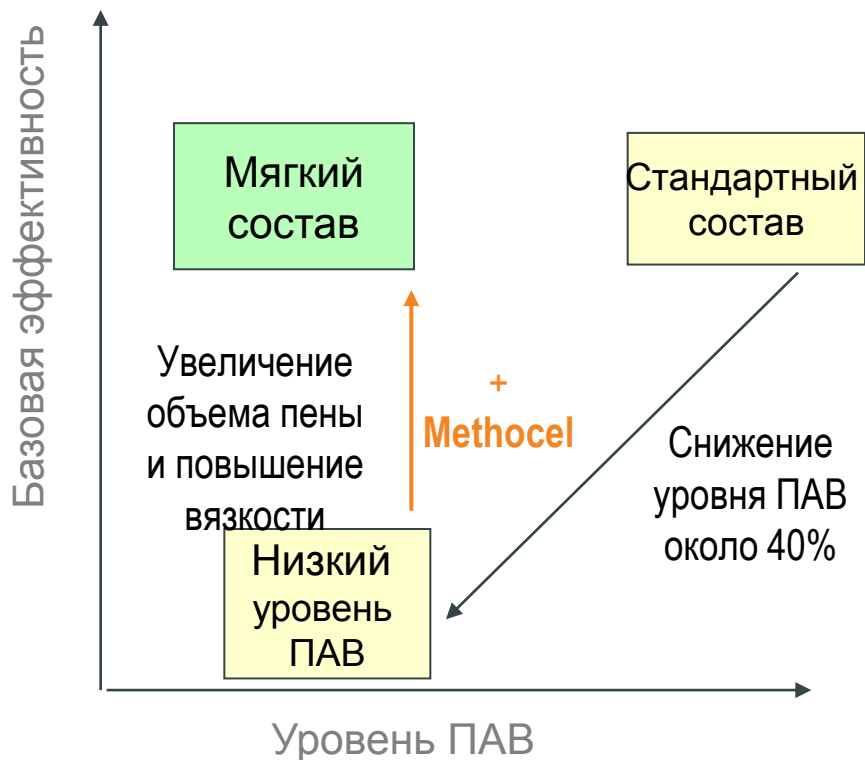 Базовая эффективность
Мягкий
состав
Стандартный
состав
Увеличение
объема пены
и повышение
вязкости
+
Methocel
Снижение
уровня ПАВ
около 40%
Низкий
уровень
ПАВ
Уровень ПАВ